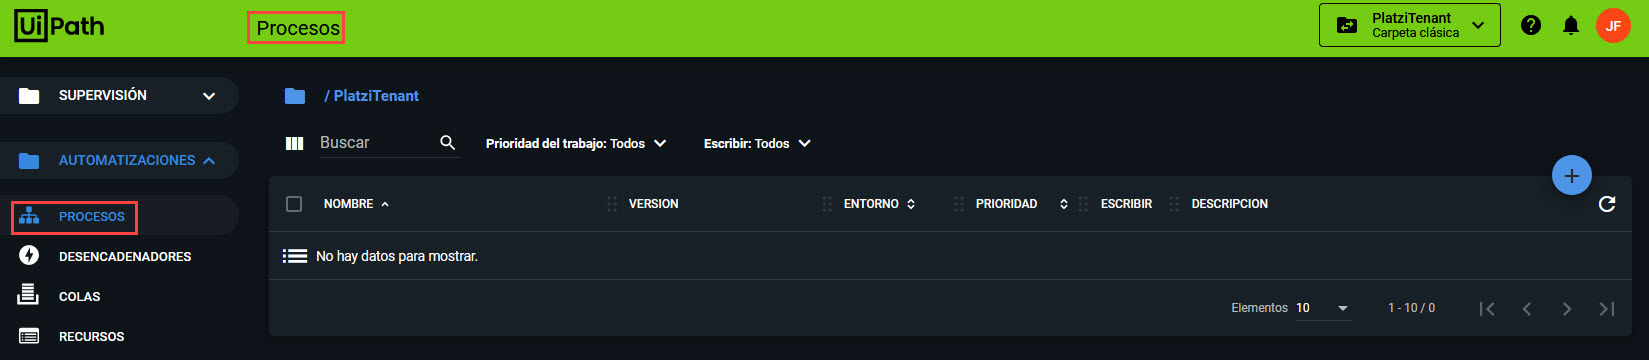 UiPath
Procesos
PlatziTenant
Carpeta clásica
JF
SUPERVISIÓN
/ PlatziTenant
Buscar
Prioridad del trabajo: Todos
Escribir: Todos
AUTOMATIZACIONES
NOMBRE VERSION ENTORNO PRIORIDAD ESCRIBIR DESCRIPCION
PROCESOS
No hay datos para mostrar.
DESENCADENADORES
COLAS
Elementos 10 1 - 10 / 0
RECURSOS